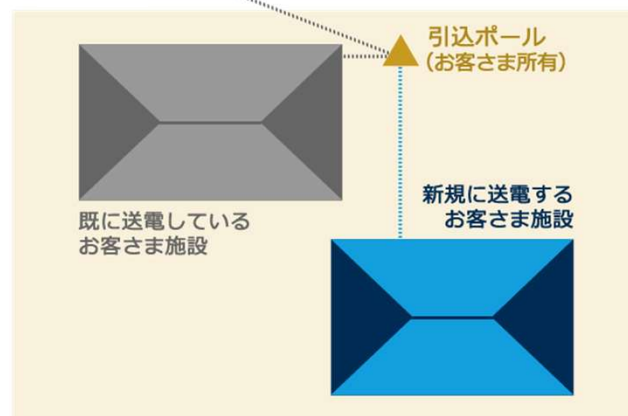 引込ポール
（お客さま所有）
既に送電している
お客さま施設
新規に送電する
お客さま施設